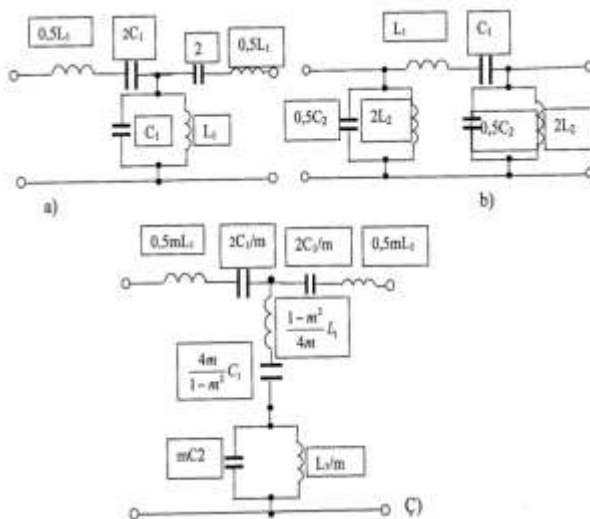 0,5L₁
2C₁
2
0,5L₁
C₁
L₁
a)
L₁
C₁
0,5C₂
2L₂
0,5C₂
2L₂
b)
0,5mL₁
2C₁/m
2C₁/m
0,5mL₁
1−m²
4m
L₁
4m
1−m²
C₁
mC2
L₂/m
Ç)